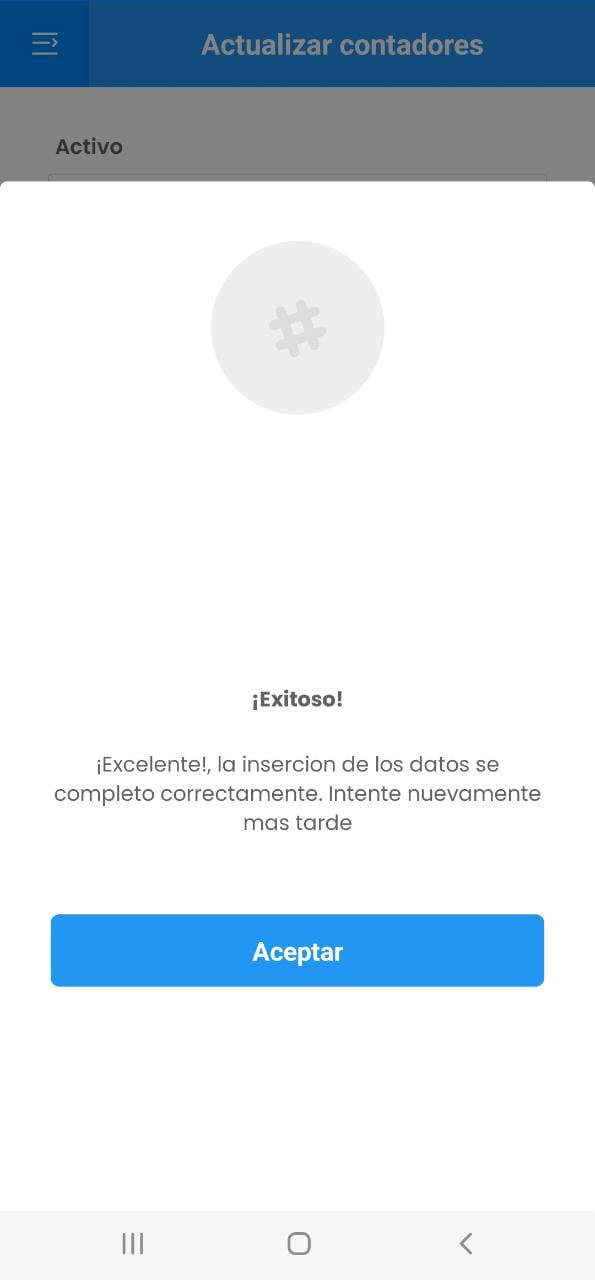 Actualizar contadores
Activo
¡Exitoso!
¡Excelente!, la insercion de los datos se
completo correctamente. Intente nuevamente
mas tarde
Aceptar